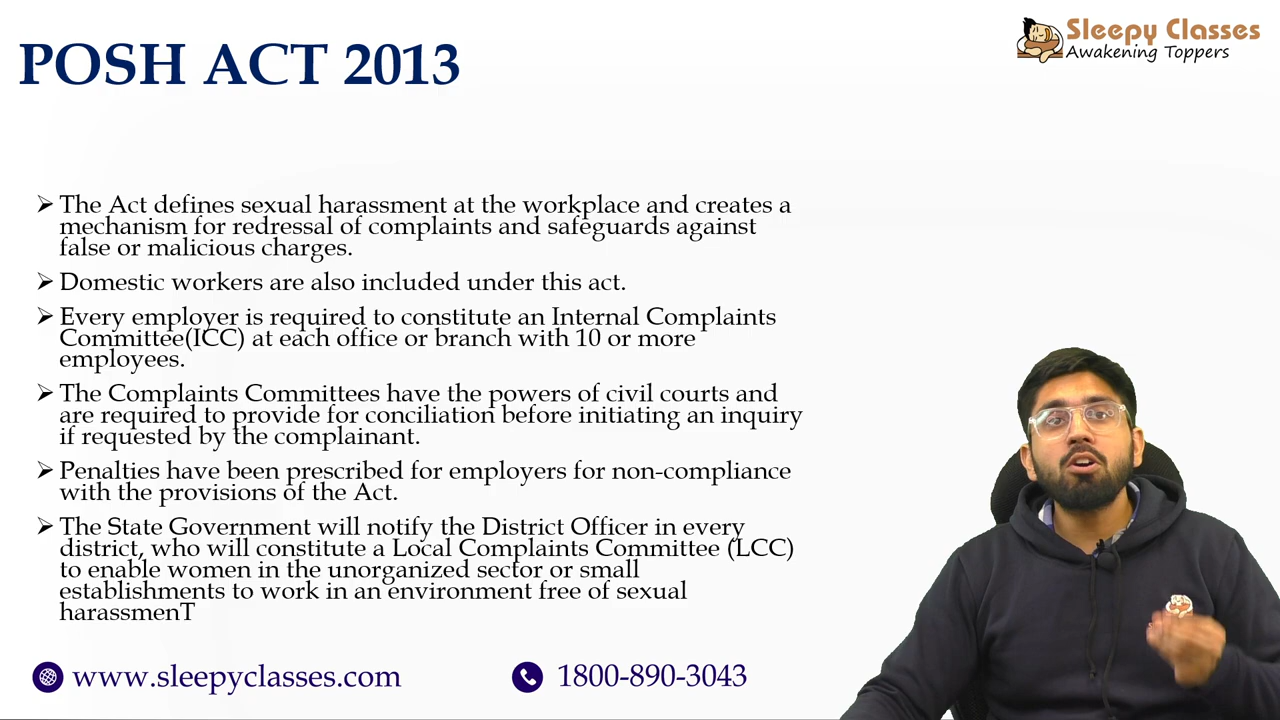 Sleepy Classes
Awakening Toppers
POSH ACT 2013
The Act defines sexual harassment at the workplace and creates a
mechanism for redressal of complaints and safeguards against
false or malicious charges.
Domestic workers are also included under this act.
Every employer is required to constitute an Internal Complaints
Committee(ICC) at each office or branch with 10 or more
employees.
The Complaints Committees have the powers of civil courts and
are required to provide for conciliation before initiating an inquiry
if requested by the complainant.
Penalties have been prescribed for employers for non-compliance
with the provisions of the Act.
The State Government will notify the District Officer in every
district, who will constitute a Local Complaints Committee (LCC)
to enable women in the unorganized sector or small
establishments to work in an environment free of sexual
harassmenT
www.sleepyclasses.com
1800-890-3043